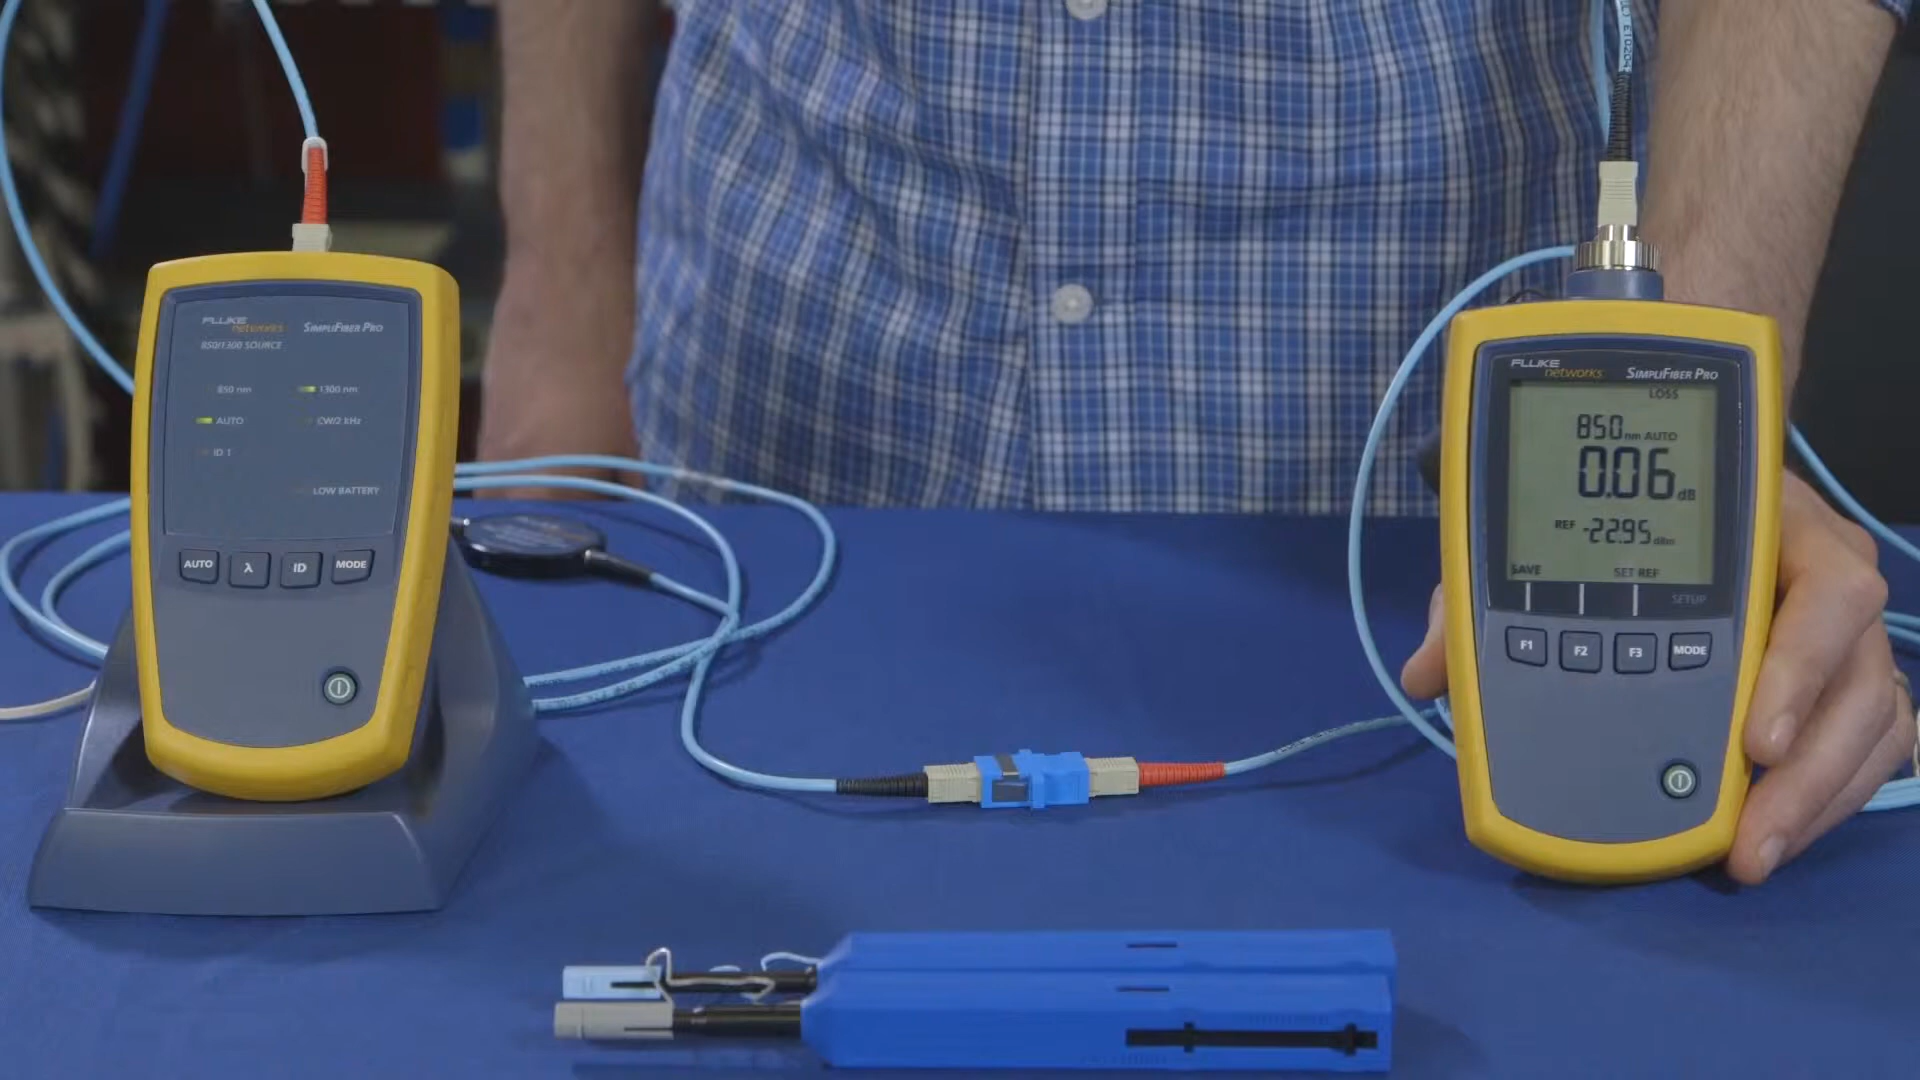 FLUKE
networks SIMPLIFIBER PRO
850/1300 SOURCE
850 nm 1300 nm
AUTO CW/2 kHz
ID 1
LOW BATTERY
AUTO λ ID MODE
FLUKE
networks SIMPLIFIBER PRO
LOSS
850 nm AUTO
0.06 dB
REF -22.95 dBm
SAVE SET REF
SETUP
F1 F2 F3 MODE